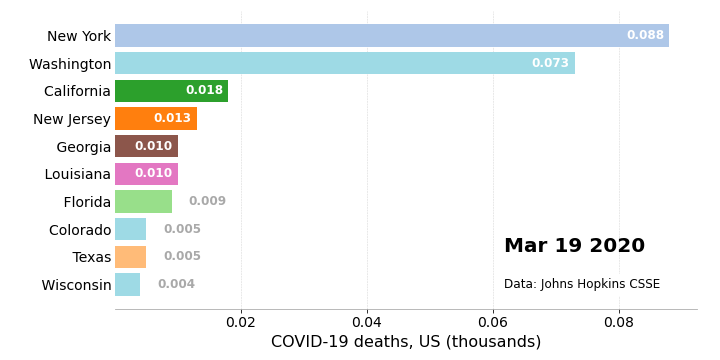 New York 0.088
Washington 0.073
California 0.018
New Jersey 0.013
Georgia 0.010
Louisiana 0.010
Florida 0.009
Colorado 0.005
Texas 0.005
Wisconsin 0.004
Mar 19 2020
Data: Johns Hopkins CSSE
0.02 0.04 0.06 0.08
COVID-19 deaths, US (thousands)